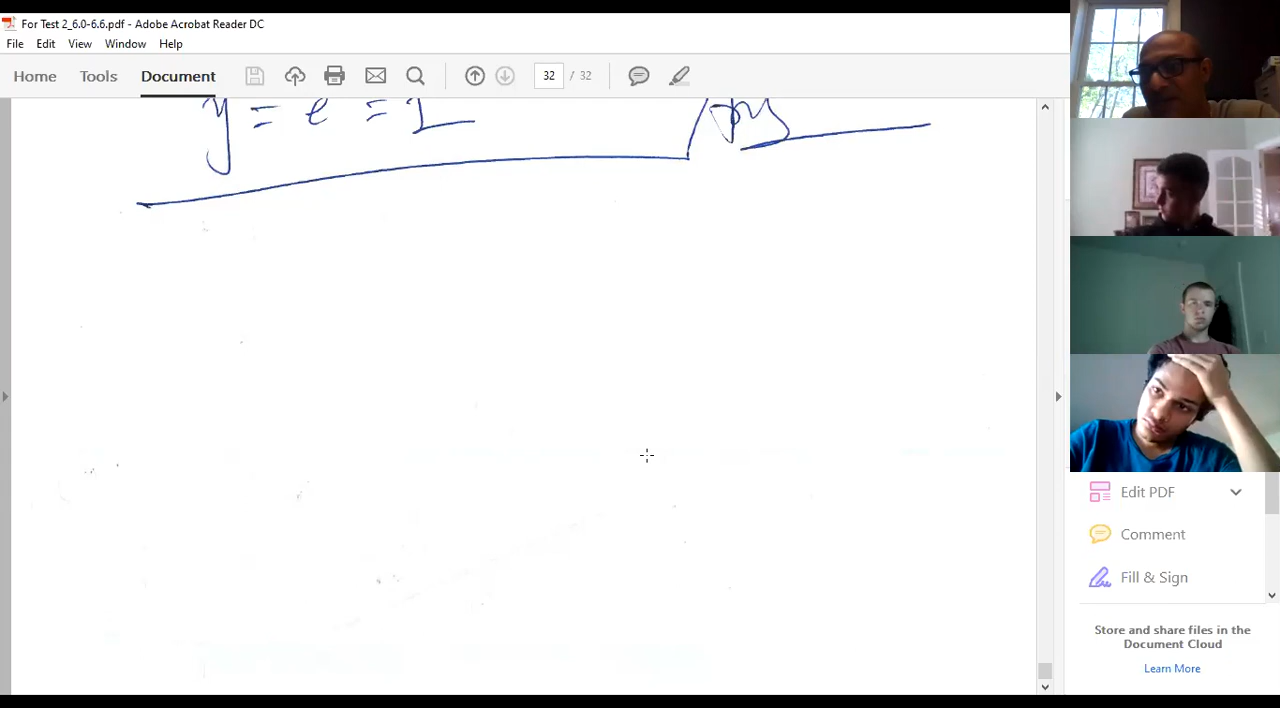 For Test 2_6.0-6.6.pdf - Adobe Acrobat Reader DC
File Edit View Window Help
Home Tools Document 32 / 32
y = e = 1
Edit PDF
Comment
Fill & Sign
Store and share files in the
Document Cloud
Learn More